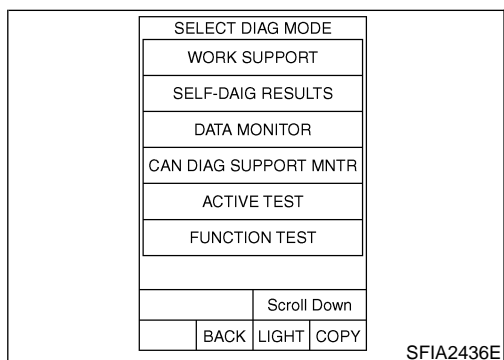 SELECT DIAG MODE
WORK SUPPORT
SELF-DAIG RESULTS
DATA MONITOR
CAN DIAG SUPPORT MNTR
ACTIVE TEST
FUNCTION TEST
Scroll Down
BACK LIGHT COPY
SFIA2436E